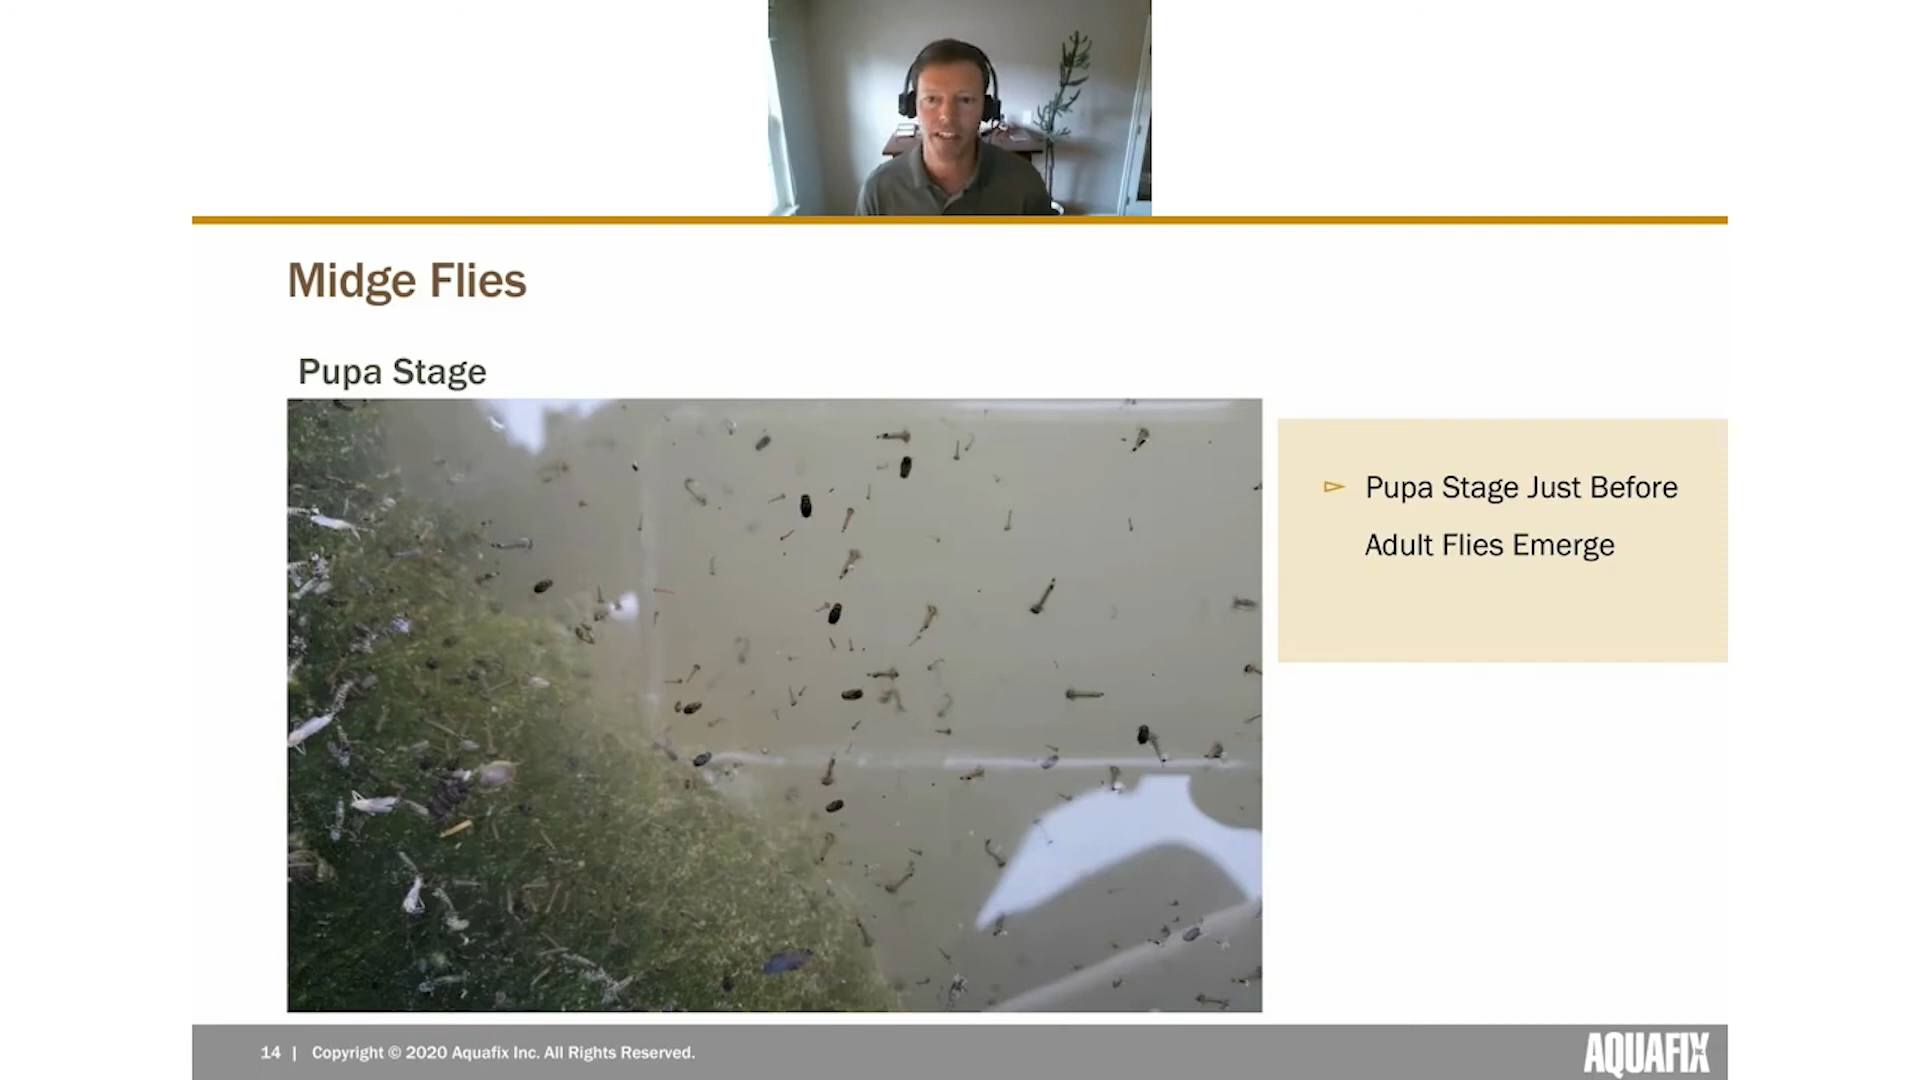 Midge Flies
Pupa Stage
Pupa Stage Just Before
Adult Flies Emerge
14 | Copyright © 2020 Aquafix Inc. All Rights Reserved.
AQUAFIX